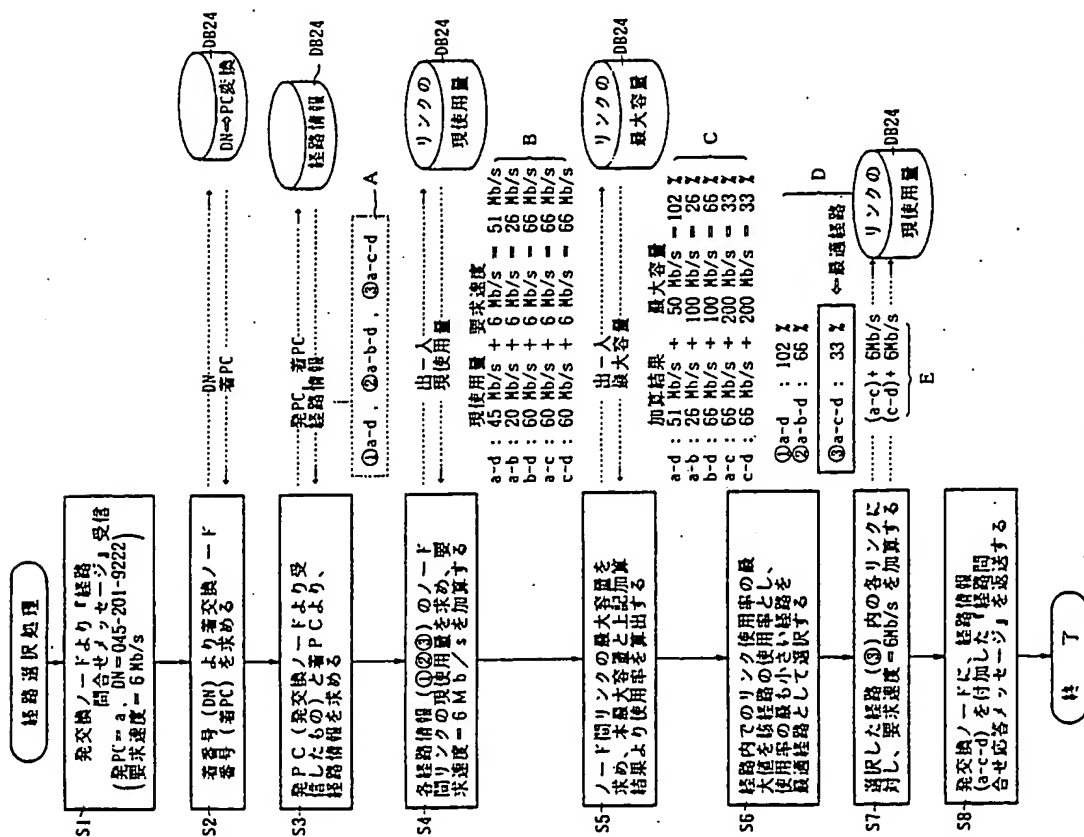 経路選択処理
S1
発交換ノードより『経路
問合せメッセージ』受信
(発PC=a、DN=045-201-9222
要求速度=6Mb/s)
S2
着番号(DN)より着交換ノード
番号(着PC)を求める
DN
着PC
DN⇔PC変換
DB24
S3
発PC(発交換ノードより受
信したもの)と着PCより、
経路情報を求める
発PC,着PC
経路情報
経路情報
DB24
①a-d , ②a-b-d , ③a-c-d
A
S4
各経路情報(①②③)のノード
間リンクの現使用量を求め、要
求速度=6Mb/sを加算する
出-入
現使用量
リンクの
現使用量
DB24
現使用量 要求速度
a-d : 45 Mb/s + 6 Mb/s = 51 Mb/s
a-b : 20 Mb/s + 6 Mb/s = 26 Mb/s
b-d : 60 Mb/s + 6 Mb/s = 66 Mb/s
a-c : 60 Mb/s + 6 Mb/s = 66 Mb/s
c-d : 60 Mb/s + 6 Mb/s = 66 Mb/s
B
S5
ノード間リンクの最大容量を
求め、本最大容量と上記加算
結果より使用率を算出する
出-入
最大容量
リンクの
最大容量
DB24
加算結果 最大容量
a-d : 51 Mb/s + 50 Mb/s =102 %
a-b : 26 Mb/s + 100 Mb/s = 26 %
b-d : 66 Mb/s + 100 Mb/s = 66 %
a-c : 66 Mb/s + 200 Mb/s = 33 %
c-d : 66 Mb/s + 200 Mb/s = 33 %
C
S6
経路内でのリンク使用率の最
大値を該経路の使用率とし、
使用率の最も小さい経路を
最適経路として選択する
①a-d : 102 %
②a-b-d : 66 %
③a-c-d : 33 %
⇐最適経路
D
S7
選択した経路(③)内の各リンクに
対し、要求速度=6Mb/sを加算する
(a-c)+ 6Mb/s
(c-d)+ 6Mb/s
E
リンクの
現使用量
DB24
S8
発交換ノードに、経路情報
(a-c-d)を付加した『経路問
合せ応答メッセージ』を返送する
終 了